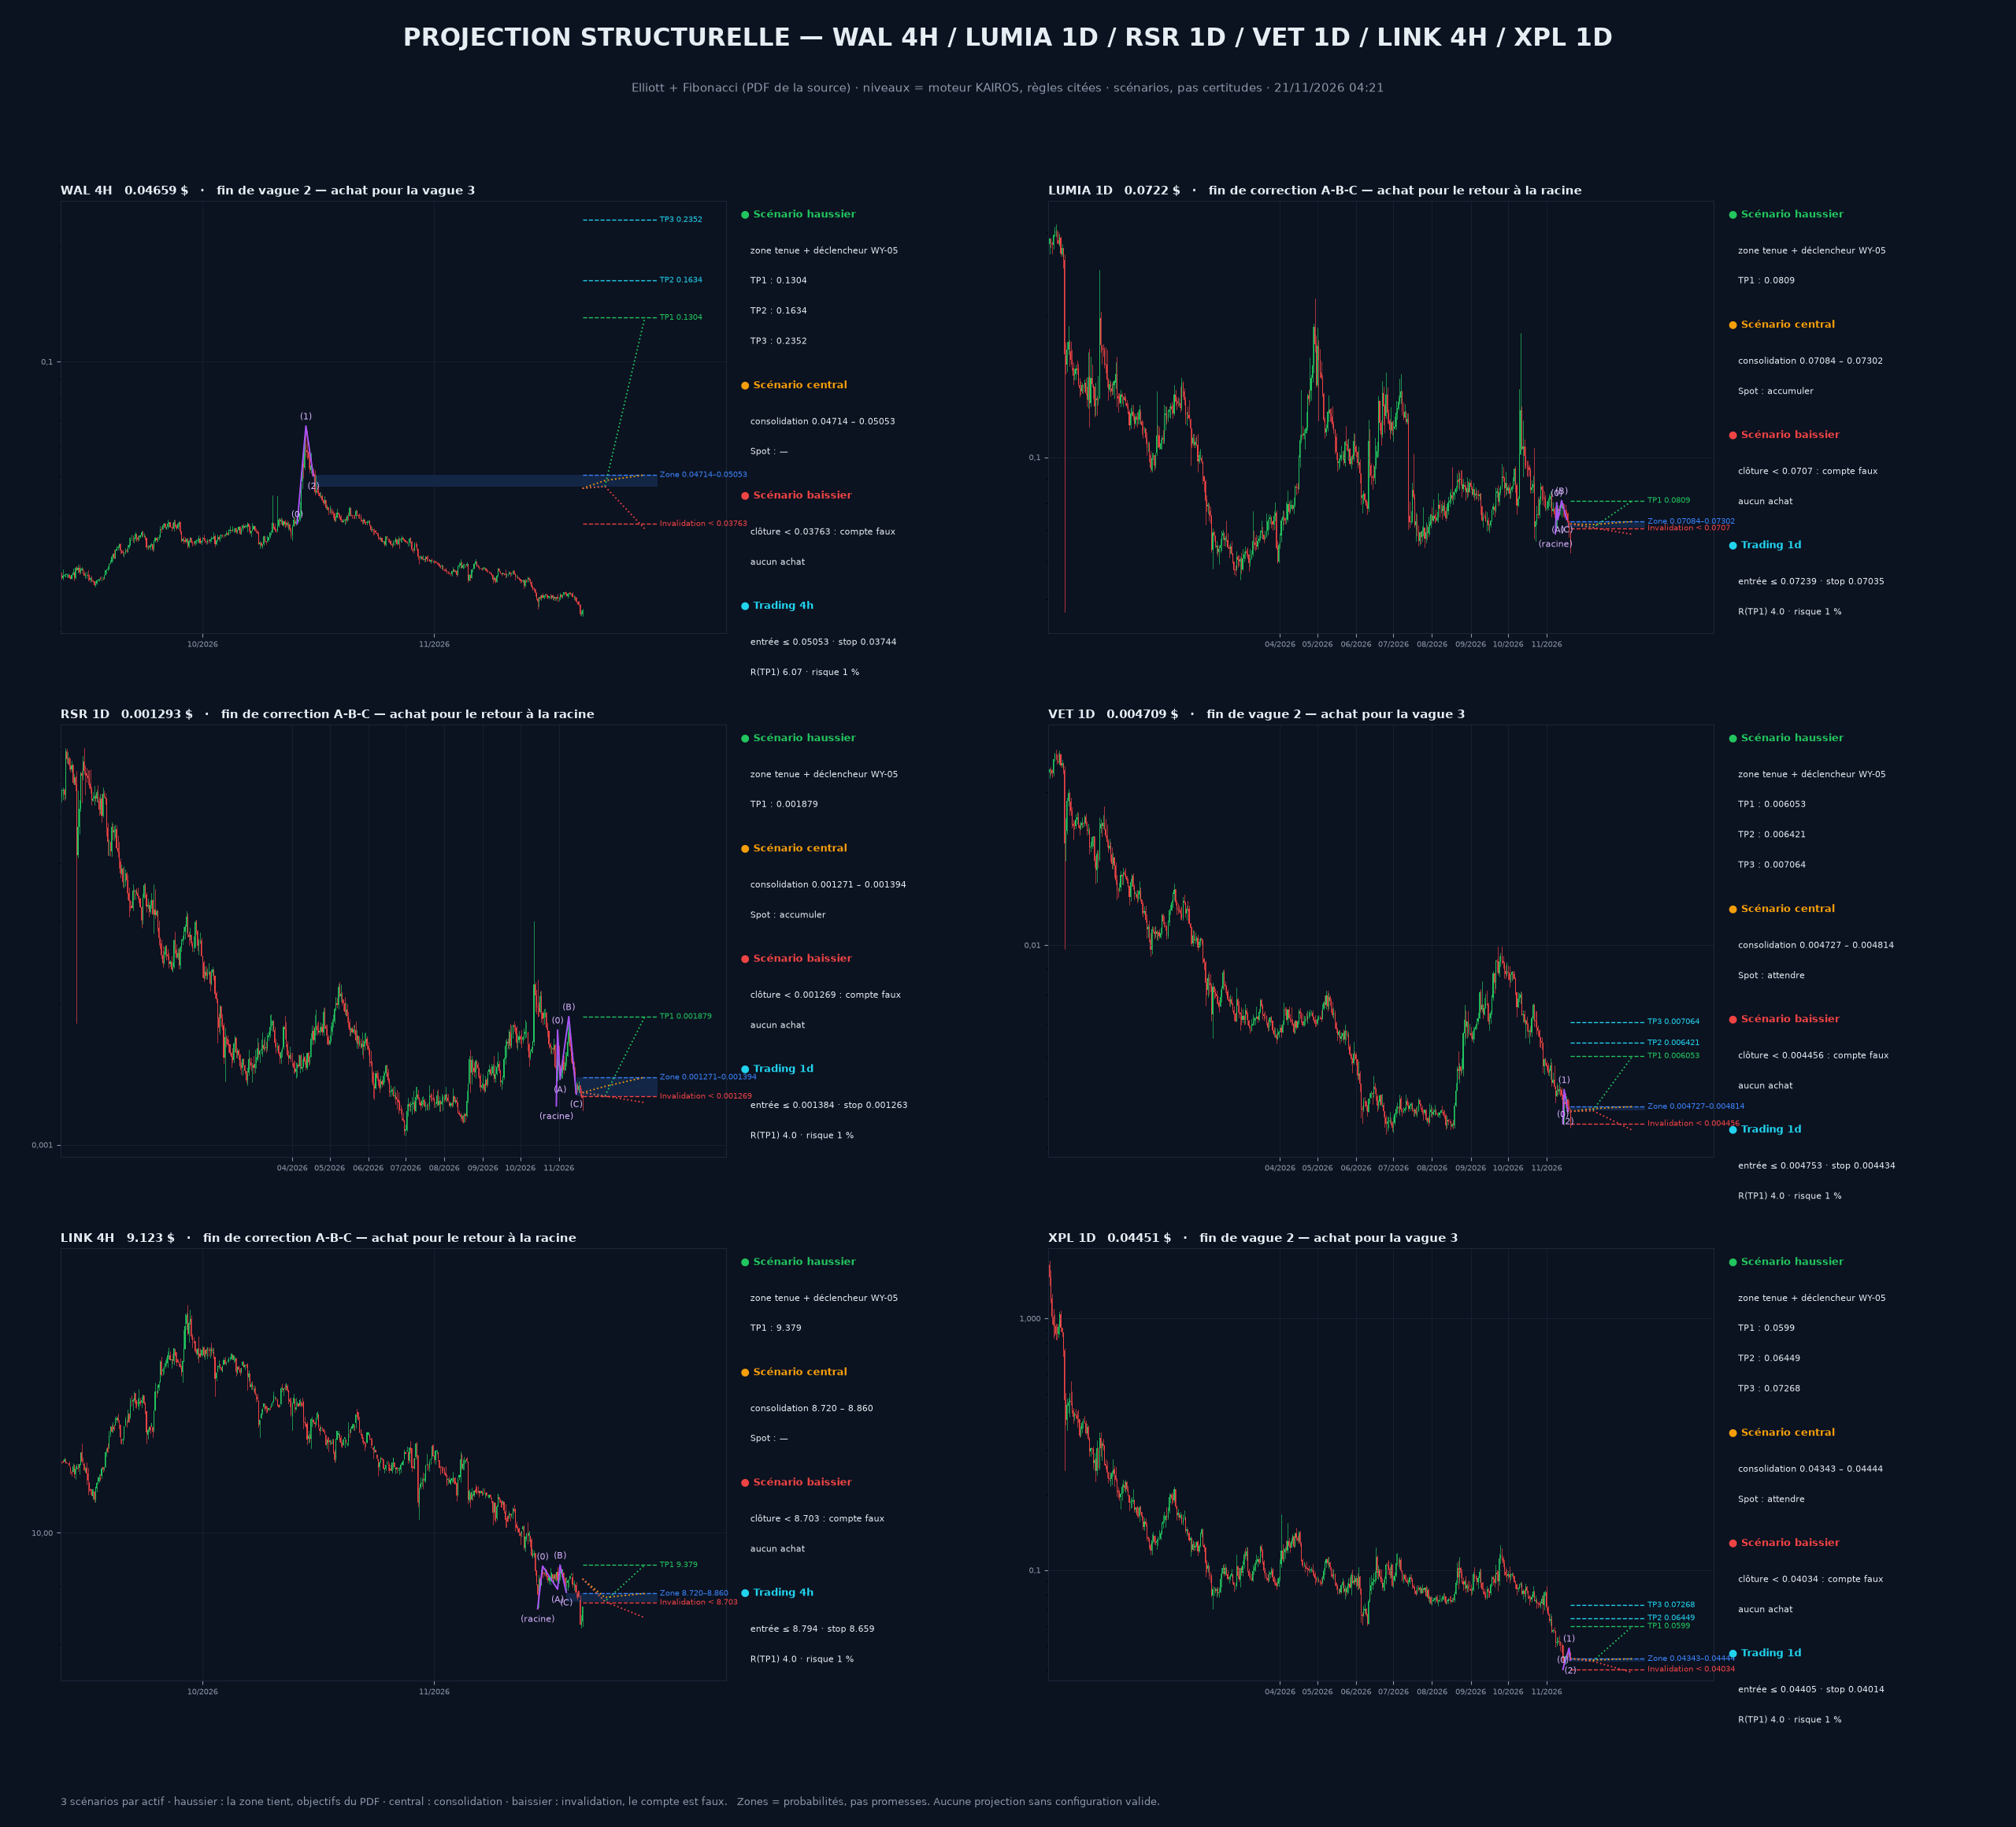 PROJECTION STRUCTURELLE — WAL 4H / LUMIA 1D / RSR 1D / VET 1D / LINK 4H / XPL 1D
Elliott + Fibonacci (PDF de la source) · niveaux = moteur KAIROS, règles citées · scénarios, pas certitudes · 21/11/2026 04:21
WAL 4H 0.04659 $ · fin de vague 2 — achat pour la vague 3
TP3 0.2352
TP2 0.1634
TP1 0.1304
0,1
(1)
Zone 0.04714–0.05053
(2)
(0)
Invalidation < 0.03763
10/2026 11/2026
● Scénario haussier
zone tenue + déclencheur WY-05
TP1 : 0.1304
TP2 : 0.1634
TP3 : 0.2352
● Scénario central
consolidation 0.04714 – 0.05053
Spot : —
● Scénario baissier
clôture < 0.03763 : compte faux
aucun achat
● Trading 4h
entrée ≤ 0.05053 · stop 0.03744
R(TP1) 6.07 · risque 1 %
LUMIA 1D 0.0722 $ · fin de correction A-B-C — achat pour le retour à la racine
0,1
(0) (B)
TP1 0.0809
Zone 0.07084–0.07302
(A) (C)
Invalidation < 0.0707
(racine)
04/2026 05/2026 06/2026 07/2026 08/2026 09/2026 10/2026 11/2026
● Scénario haussier
zone tenue + déclencheur WY-05
TP1 : 0.0809
● Scénario central
consolidation 0.07084 – 0.07302
Spot : accumuler
● Scénario baissier
clôture < 0.0707 : compte faux
aucun achat
● Trading 1d
entrée ≤ 0.07239 · stop 0.07035
R(TP1) 4.0 · risque 1 %
RSR 1D 0.001293 $ · fin de correction A-B-C — achat pour le retour à la racine
(B)
(0)
TP1 0.001879
Zone 0.001271–0.001394
(A)
Invalidation < 0.001269
(C)
(racine)
0,001
04/2026 05/2026 06/2026 07/2026 08/2026 09/2026 10/2026 11/2026
● Scénario haussier
zone tenue + déclencheur WY-05
TP1 : 0.001879
● Scénario central
consolidation 0.001271 – 0.001394
Spot : accumuler
● Scénario baissier
clôture < 0.001269 : compte faux
aucun achat
● Trading 1d
entrée ≤ 0.001384 · stop 0.001263
R(TP1) 4.0 · risque 1 %
VET 1D 0.004709 $ · fin de vague 2 — achat pour la vague 3
0,01
TP3 0.007064
TP2 0.006421
TP1 0.006053
(1)
Zone 0.004727–0.004814
(0)
(2)
Invalidation < 0.004456
04/2026 05/2026 06/2026 07/2026 08/2026 09/2026 10/2026 11/2026
● Scénario haussier
zone tenue + déclencheur WY-05
TP1 : 0.006053
TP2 : 0.006421
TP3 : 0.007064
● Scénario central
consolidation 0.004727 – 0.004814
Spot : attendre
● Scénario baissier
clôture < 0.004456 : compte faux
aucun achat
● Trading 1d
entrée ≤ 0.004753 · stop 0.004434
R(TP1) 4.0 · risque 1 %
LINK 4H 9.123 $ · fin de correction A-B-C — achat pour le retour à la racine
10,00
(0) (B)
TP1 9.379
Zone 8.720–8.860
(A)
(C)
Invalidation < 8.703
(racine)
10/2026 11/2026
● Scénario haussier
zone tenue + déclencheur WY-05
TP1 : 9.379
● Scénario central
consolidation 8.720 – 8.860
Spot : —
● Scénario baissier
clôture < 8.703 : compte faux
aucun achat
● Trading 4h
entrée ≤ 8.794 · stop 8.659
R(TP1) 4.0 · risque 1 %
XPL 1D 0.04451 $ · fin de vague 2 — achat pour la vague 3
1,000
0,1
TP3 0.07268
TP2 0.06449
TP1 0.0599
(1)
Zone 0.04343–0.04444
(0)
(2)
Invalidation < 0.04034
04/2026 05/2026 06/2026 07/2026 08/2026 09/2026 10/2026 11/2026
● Scénario haussier
zone tenue + déclencheur WY-05
TP1 : 0.0599
TP2 : 0.06449
TP3 : 0.07268
● Scénario central
consolidation 0.04343 – 0.04444
Spot : attendre
● Scénario baissier
clôture < 0.04034 : compte faux
aucun achat
● Trading 1d
entrée ≤ 0.04405 · stop 0.04014
R(TP1) 4.0 · risque 1 %
3 scénarios par actif · haussier : la zone tient, objectifs du PDF · central : consolidation · baissier : invalidation, le compte est faux. Zones = probabilités, pas promesses. Aucune projection sans configuration valide.